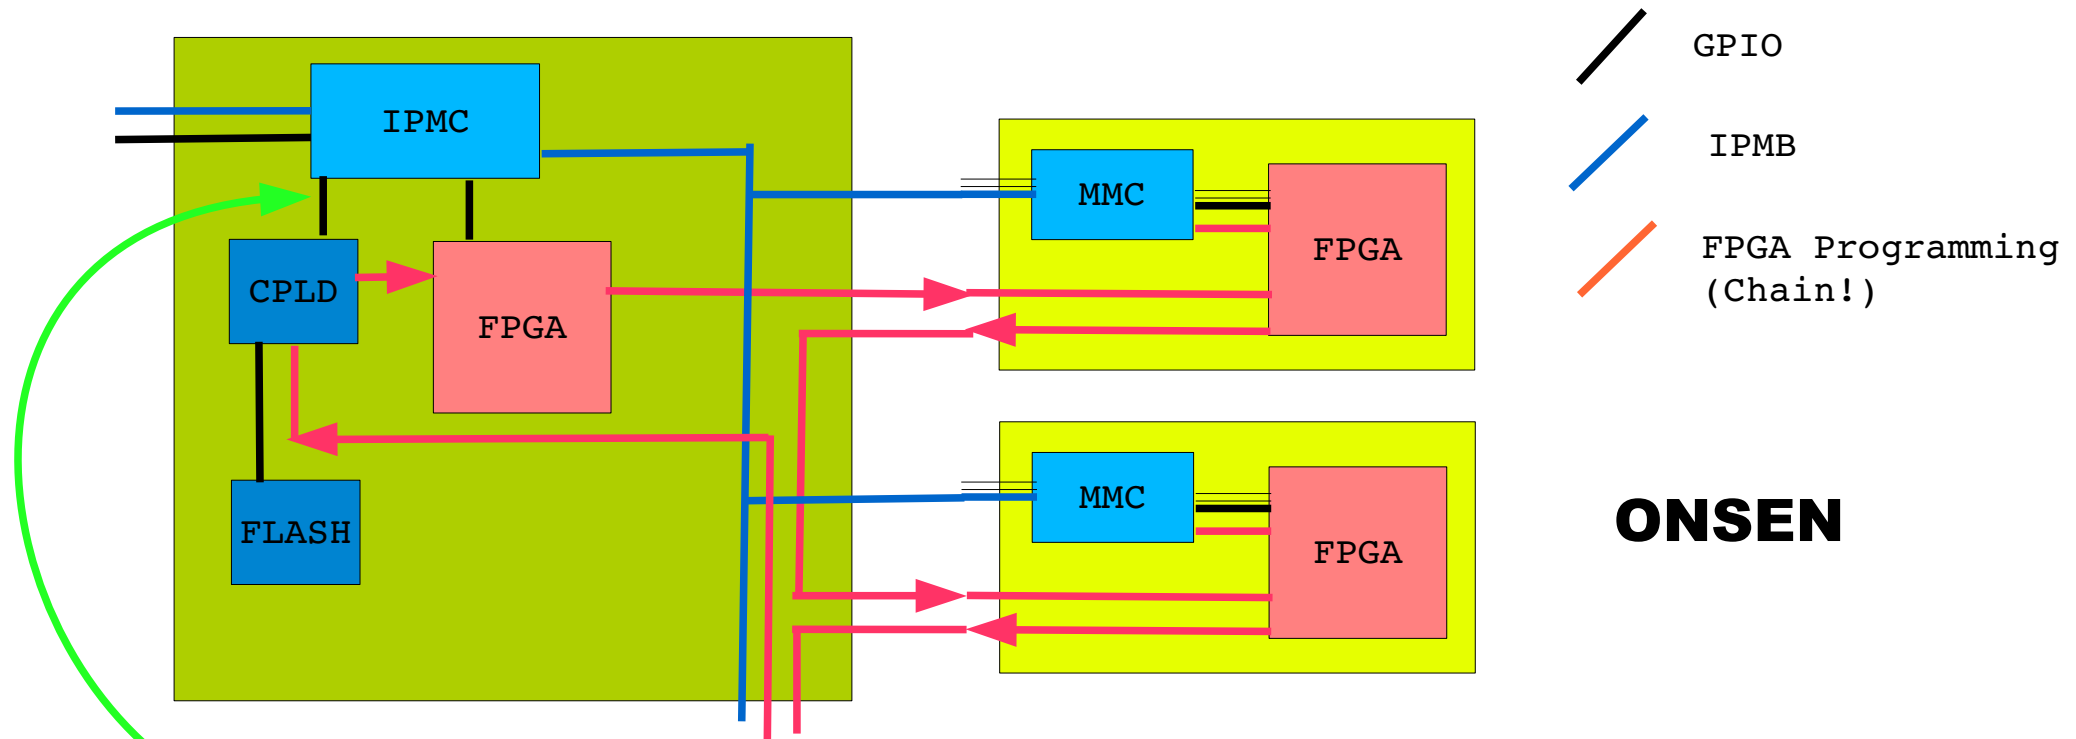 GPIO
IPMC
IPMB
MMC
FPGA
CPLD
FPGA
FPGA Programming
(Chain!)
MMC
FPGA
FLASH
ONSEN